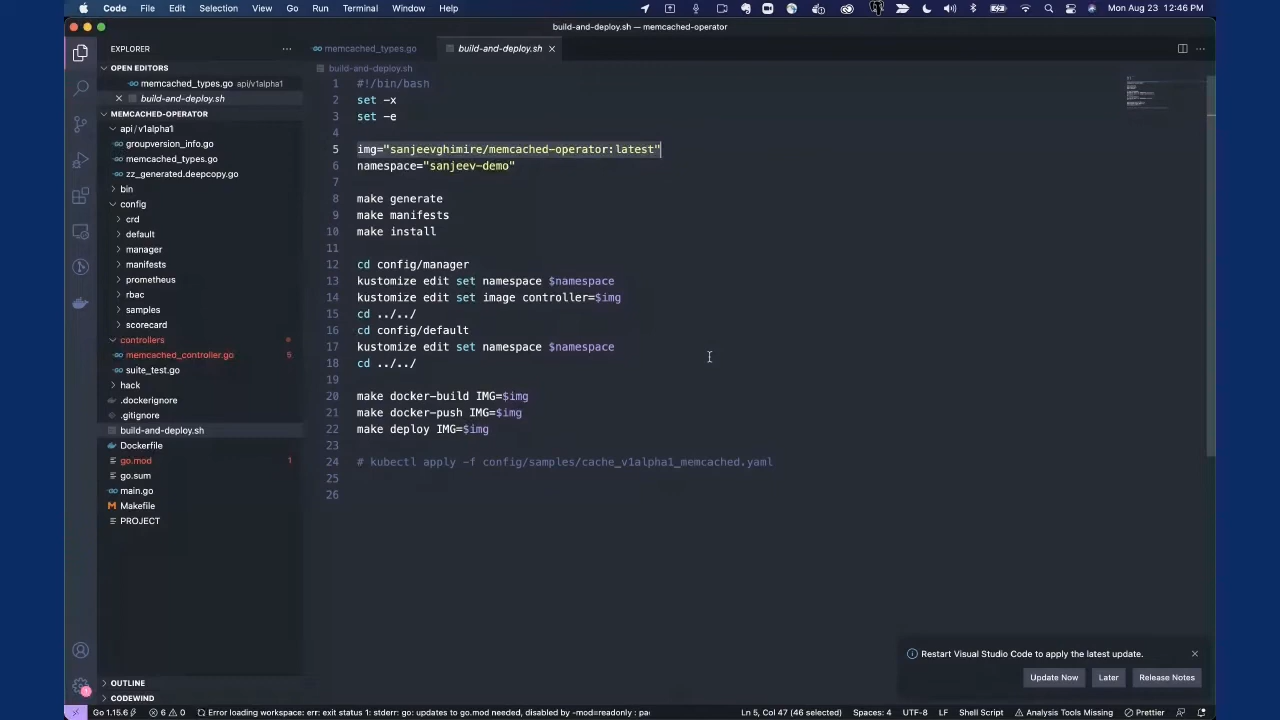 Code File Edit Selection View Go Run Terminal Window Help Mon Aug 23 12:46 PM
build-and-deploy.sh — memcached-operator
EXPLORER
OPEN EDITORS
memcached_types.go api/v1alpha1
build-and-deploy.sh
MEMCACHED-OPERATOR
api/v1alpha1
groupversion_info.go
memcached_types.go
zz_generated.deepcopy.go
bin
config
crd
default
manager
manifests
prometheus
rbac
samples
scorecard
controllers
memcached_controller.go 5
suite_test.go
hack
.dockerignore
.gitignore
build-and-deploy.sh
Dockerfile
go.mod 1
go.sum
main.go
Makefile
PROJECT
OUTLINE
CODEWIND
memcached_types.go build-and-deploy.sh
build-and-deploy.sh
1 #!/bin/bash
2 set -x
3 set -e
4
5 img="sanjeevghimire/memcached-operator:latest"
6 namespace="sanjeev-demo"
7
8 make generate
9 make manifests
10 make install
11
12 cd config/manager
13 kustomize edit set namespace $namespace
14 kustomize edit set image controller=$img
15 cd ../../
16 cd config/default
17 kustomize edit set namespace $namespace
18 cd ../../
19
20 make docker-build IMG=$img
21 make docker-push IMG=$img
22 make deploy IMG=$img
23
24 # kubectl apply -f config/samples/cache_v1alpha1_memcached.yaml
25
26
Restart Visual Studio Code to apply the latest update.
Update Now Later Release Notes
1
Go 1.15.6 6 0 Error loading workspace: err: exit status 1: stderr: go: updates to go.mod needed, disabled by -mod=readonly : pac Ln 5, Col 47 (46 selected) Spaces: 4 UTF-8 LF Shell Script Analysis Tools Missing Prettier